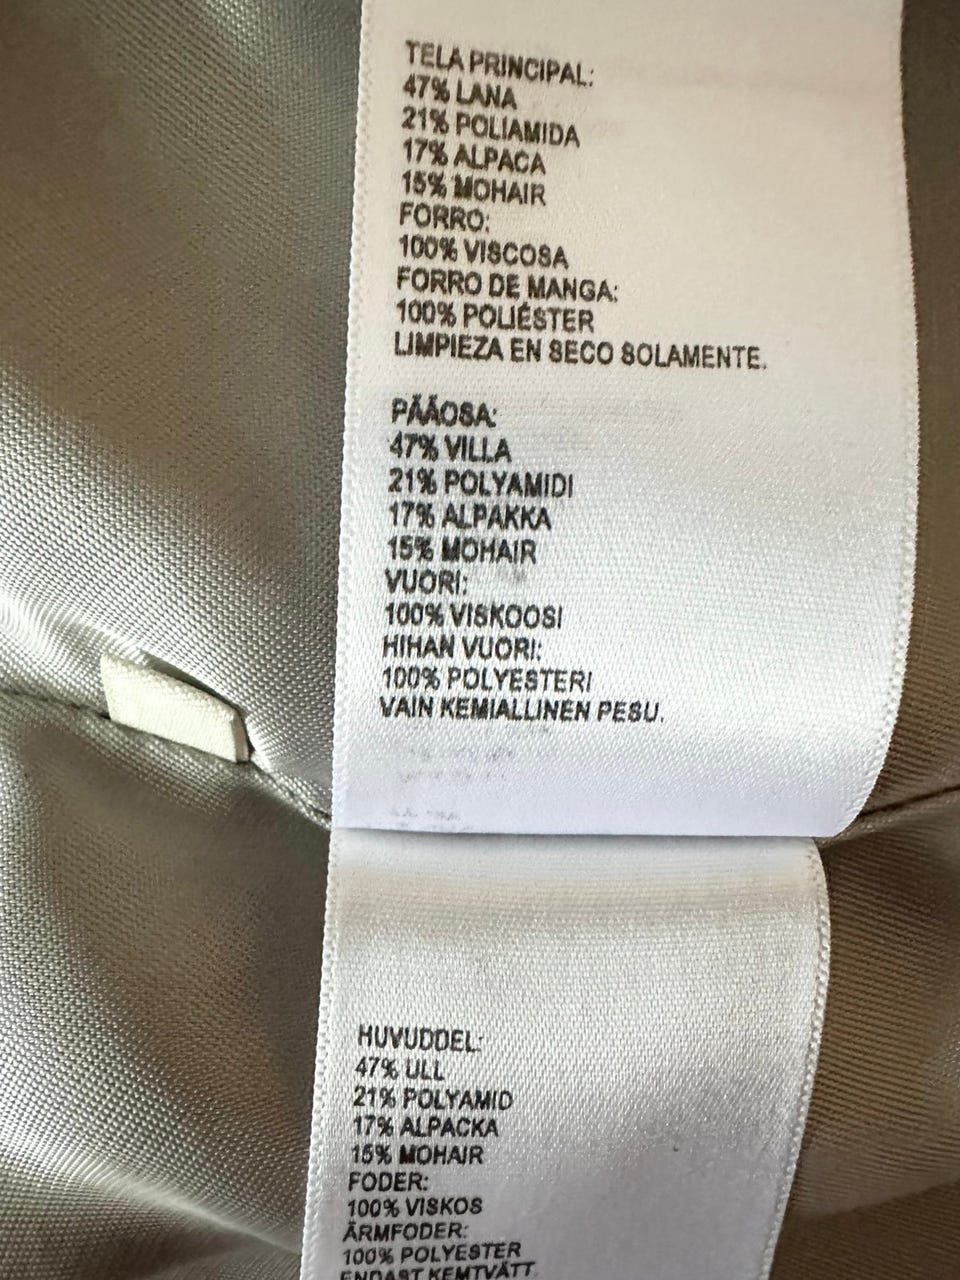 TELA PRINCIPAL:
47% LANA
21% POLIAMIDA
17% ALPACA
15% MOHAIR
FORRO:
100% VISCOSA
FORRO DE MANGA:
100% POLIÉSTER
LIMPIEZA EN SECO SOLAMENTE.
PÄÄOSA:
47% VILLA
21% POLYAMIDI
17% ALPAKKA
15% MOHAIR
VUORI:
100% VISKOOSI
HIHAN VUORI:
100% POLYESTERI
VAIN KEMIALLINEN PESU.
HUVUDDEL:
47% ULL
21% POLYAMID
17% ALPACKA
15% MOHAIR
FODER:
100% VISKOS
ÄRMFODER:
100% POLYESTER
ENDAST KEMTVÄTT.